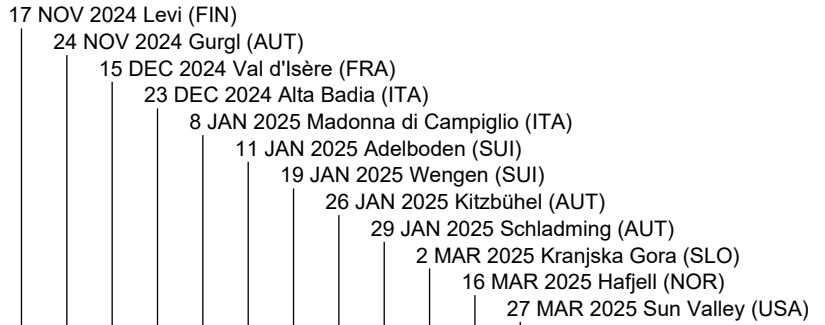 17 NOV 2024 Levi (FIN)
24 NOV 2024 Gurgl (AUT)
15 DEC 2024 Val d'Isère (FRA)
23 DEC 2024 Alta Badia (ITA)
8 JAN 2025 Madonna di Campiglio (ITA)
11 JAN 2025 Adelboden (SUI)
19 JAN 2025 Wengen (SUI)
26 JAN 2025 Kitzbühel (AUT)
29 JAN 2025 Schladming (AUT)
2 MAR 2025 Kranjska Gora (SLO)
16 MAR 2025 Hafjell (NOR)
27 MAR 2025 Sun Valley (USA)